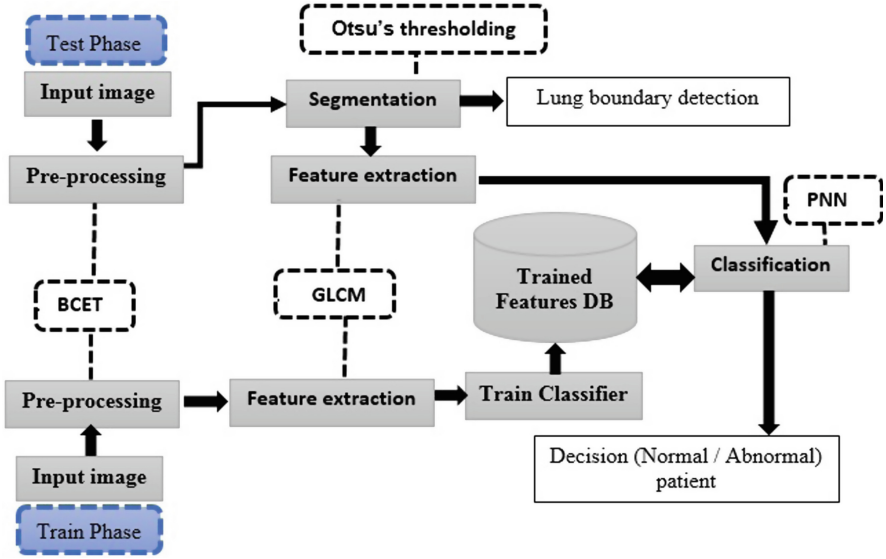 Otsu's thresholding
Test Phase
Input image
Segmentation
Lung boundary detection
Pre-processing
Feature extraction
PNN
Trained
Features DB
Classification
BCET
GLCM
Pre-processing
Feature extraction
Train Classifier
Decision (Normal / Abnormal)
patient
Input image
Train Phase